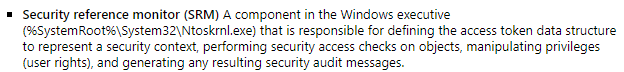 ▪ Security reference monitor (SRM) A component in the Windows executive
(%SystemRoot%\System32\Ntoskrnl.exe) that is responsible for defining the access token data structure
to represent a security context, performing security access checks on objects, manipulating privileges
(user rights), and generating any resulting security audit messages.